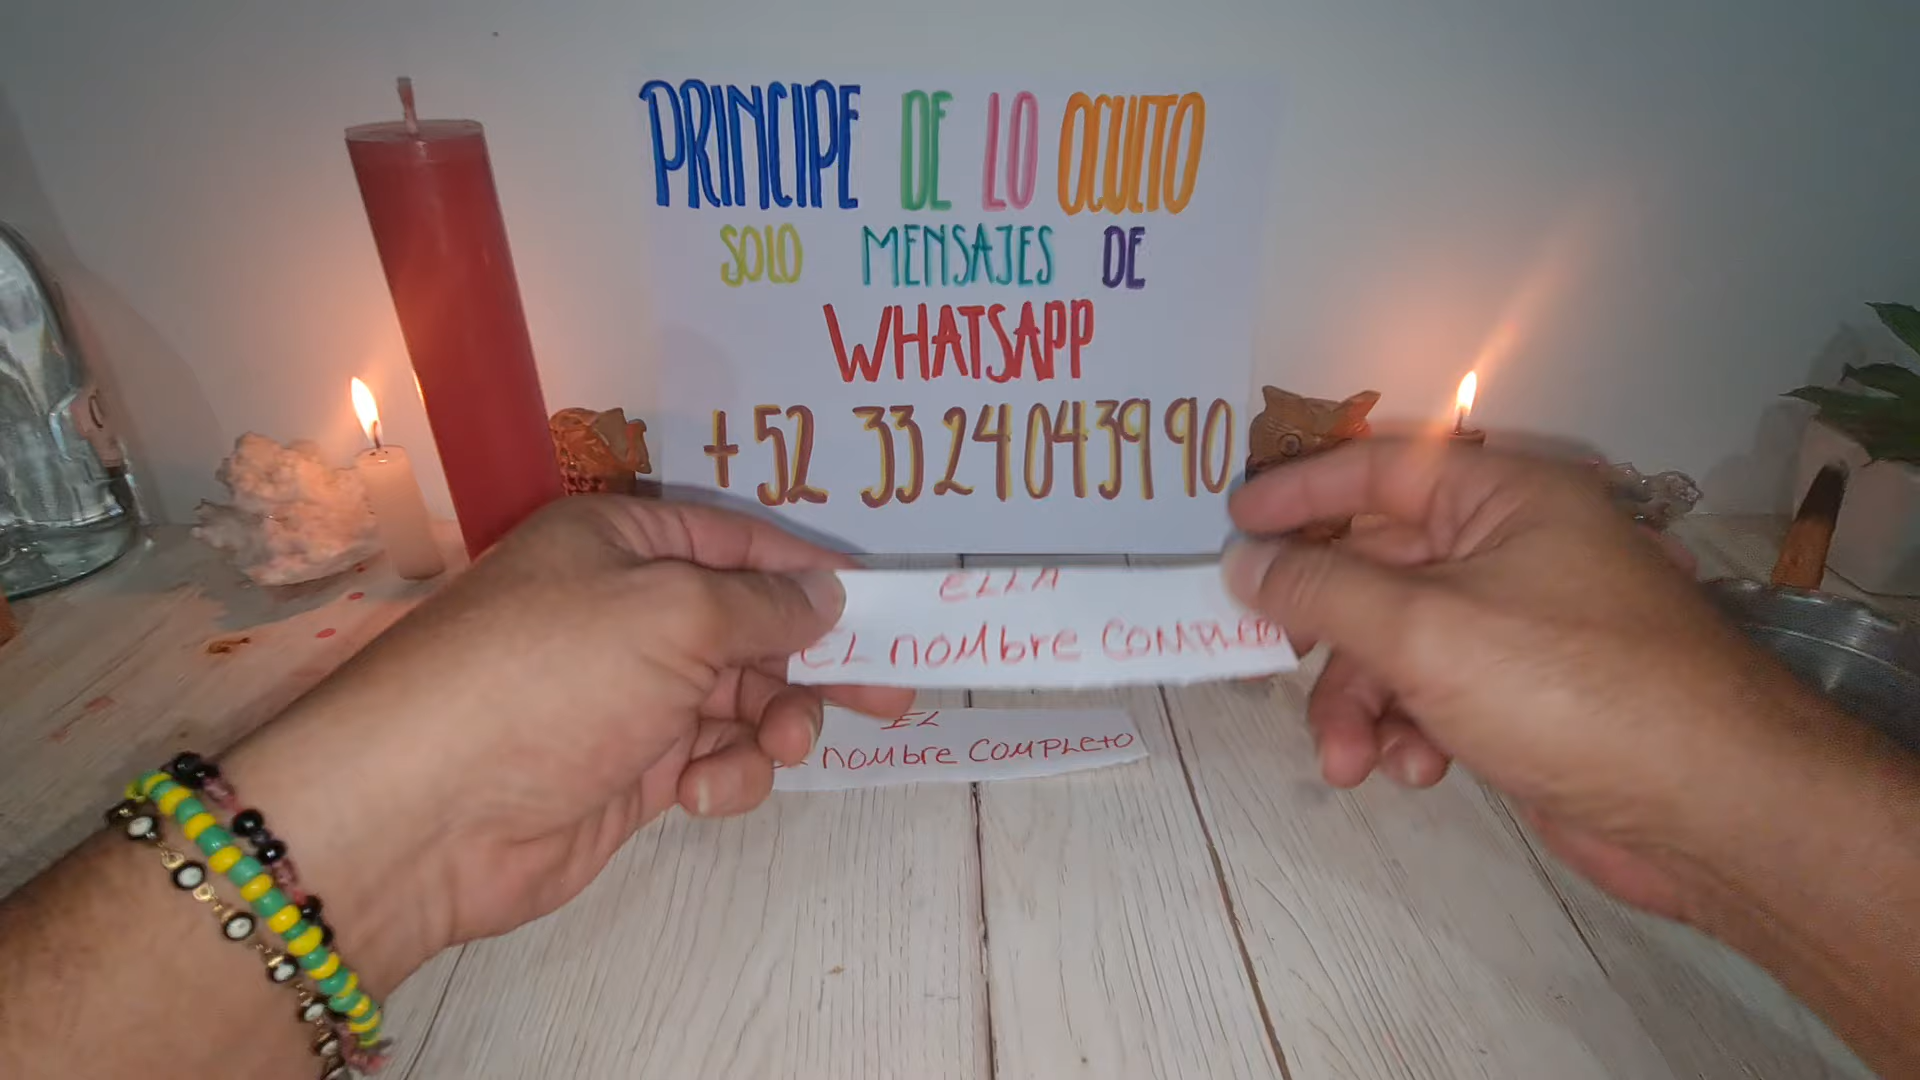 PRINCIPE DE LO OCULTO
SOLO MENSAJES DE
WHATSAPP
+52 3324043990
ELLA
EL nombre COMPLETO
EL
nombre COMPLeto